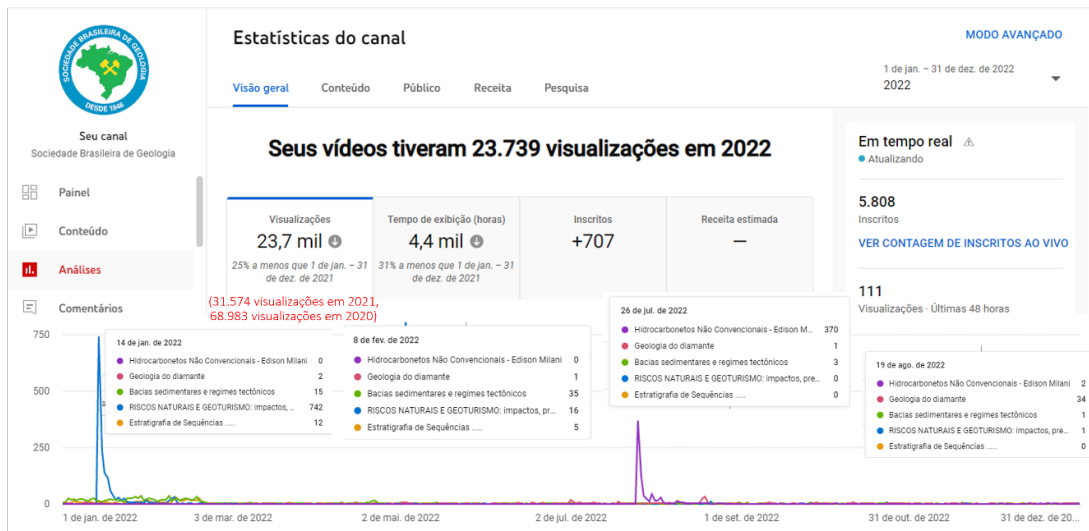 SOCIEDADE BRASILEIRA DE GEOLOGIA
DESDE 1946
Seu canal
Sociedade Brasileira de Geologia
Painel
Conteúdo
Análises
Comentários
Estatísticas do canal
MODO AVANÇADO
Visão geral
Conteúdo
Público
Receita
Pesquisa
1 de jan. – 31 de dez. de 2022
2022
Seus vídeos tiveram 23.739 visualizações em 2022
Visualizações
23,7 mil
25% a menos que 1 de jan. – 31
de dez. de 2021
Tempo de exibição (horas)
4,4 mil
31% a menos que 1 de jan. – 31
de dez. de 2021
Inscritos
+707
Receita estimada
—
(31.574 visualizações em 2021,
68.983 visualizações em 2020)
Em tempo real
Atualizando
5.808
Inscritos
VER CONTAGEM DE INSCRITOS AO VIVO
111
Visualizações · Últimas 48 horas
750
500
250
0
14 de jan. de 2022
Hidrocarbonetos Não Convencionais - Edison Milani 0
Geologia do diamante 2
Bacias sedimentares e regimes tectônicos 15
RISCOS NATURAIS E GEOTURISMO: impactos, ... 742
Estratigrafia de Sequências ..... 12
8 de fev. de 2022
Hidrocarbonetos Não Convencionais - Edison Milani 0
Geologia do diamante 1
Bacias sedimentares e regimes tectônicos 35
RISCOS NATURAIS E GEOTURISMO: impactos, pre... 16
Estratigrafia de Sequências ..... 5
26 de jul. de 2022
Hidrocarbonetos Não Convencionais - Edison M... 370
Geologia do diamante 1
Bacias sedimentares e regimes tectônicos 3
RISCOS NATURAIS E GEOTURISMO: impactos, pre... 0
Estratigrafia de Sequências ..... 0
19 de ago. de 2022
Hidrocarbonetos Não Convencionais - Edison Milani 2
Geologia do diamante 34
Bacias sedimentares e regimes tectônicos 1
RISCOS NATURAIS E GEOTURISMO: impactos, pre... 1
Estratigrafia de Sequências ..... 0
1 de jan. de 2022
3 de mar. de 2022
2 de mai. de 2022
2 de jul. de 2022
1 de set. de 2022
31 de out. de 2022
31 de dez. de 20...